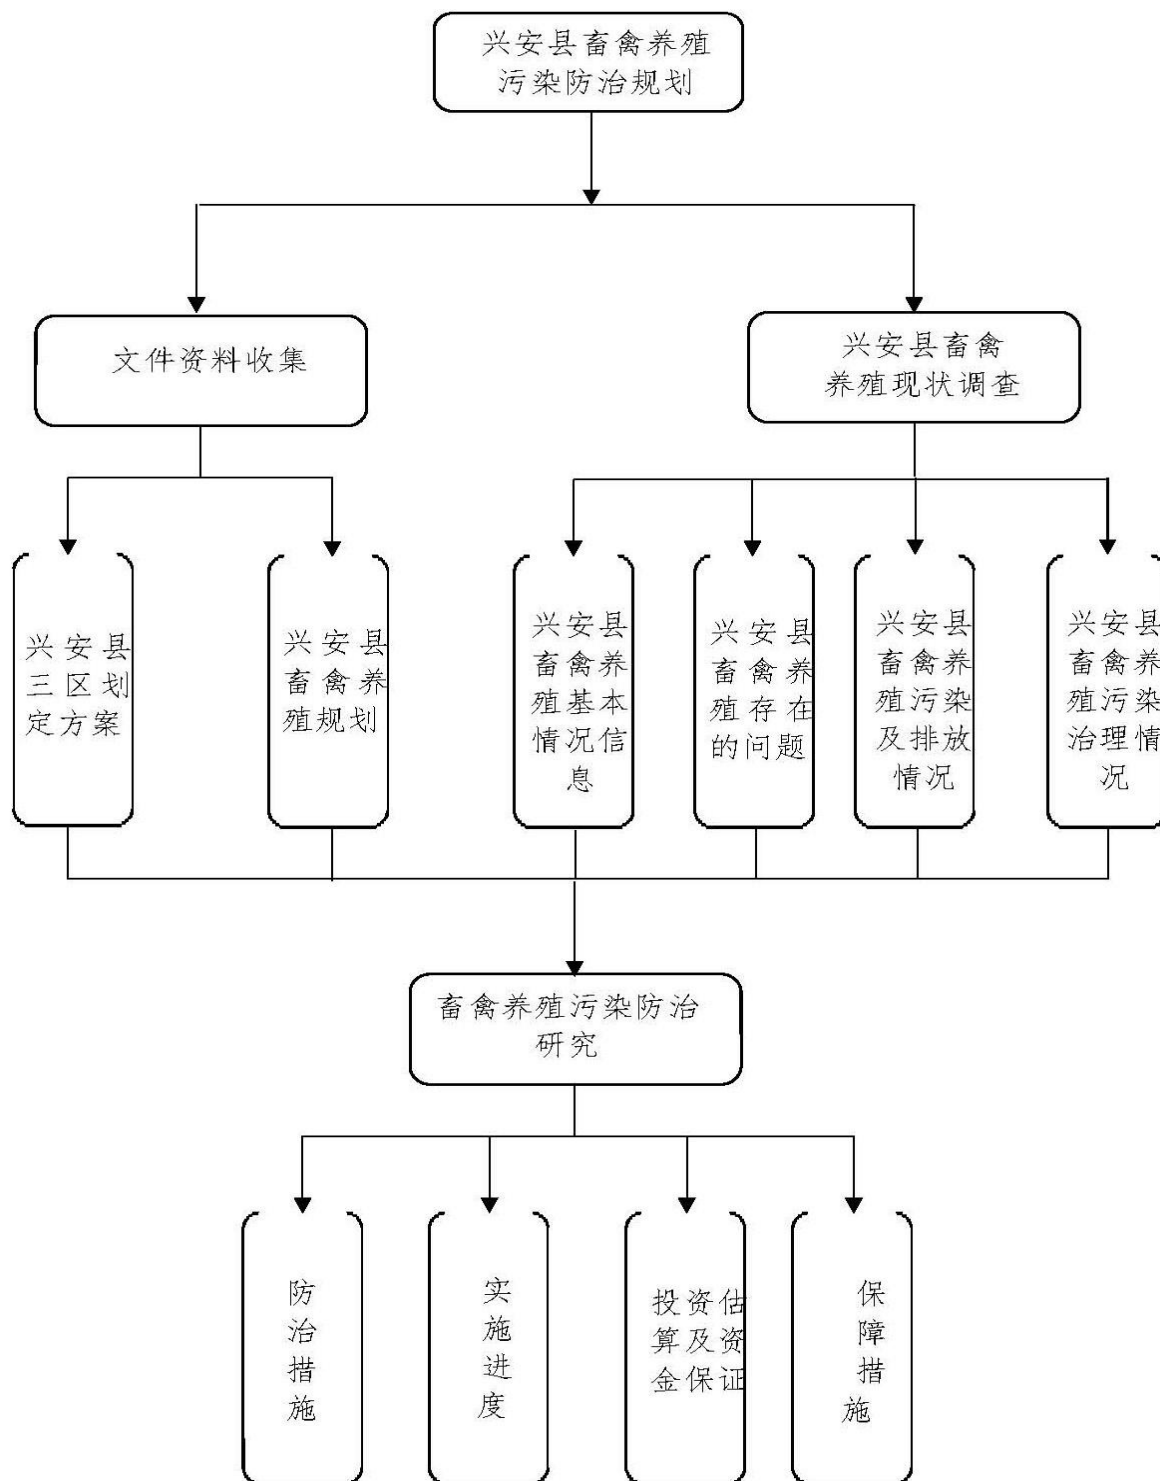 兴安县畜禽养殖
污染防治规划
文件资料收集
兴安县畜禽
养殖现状调查
兴安县
三区划
定方案
兴安县
畜禽养
殖规划
兴安县
畜禽养
殖基本
情况信
息
兴安县
畜禽养
殖存在
的问题
兴安县
畜禽养
殖污染
及排放
情况
兴安县
畜禽养
殖污染
治理情
况
畜禽养殖污染防治
研究
防
治
措
施
实
施
进
度
投资估
算及资
金保证
保
障
措
施